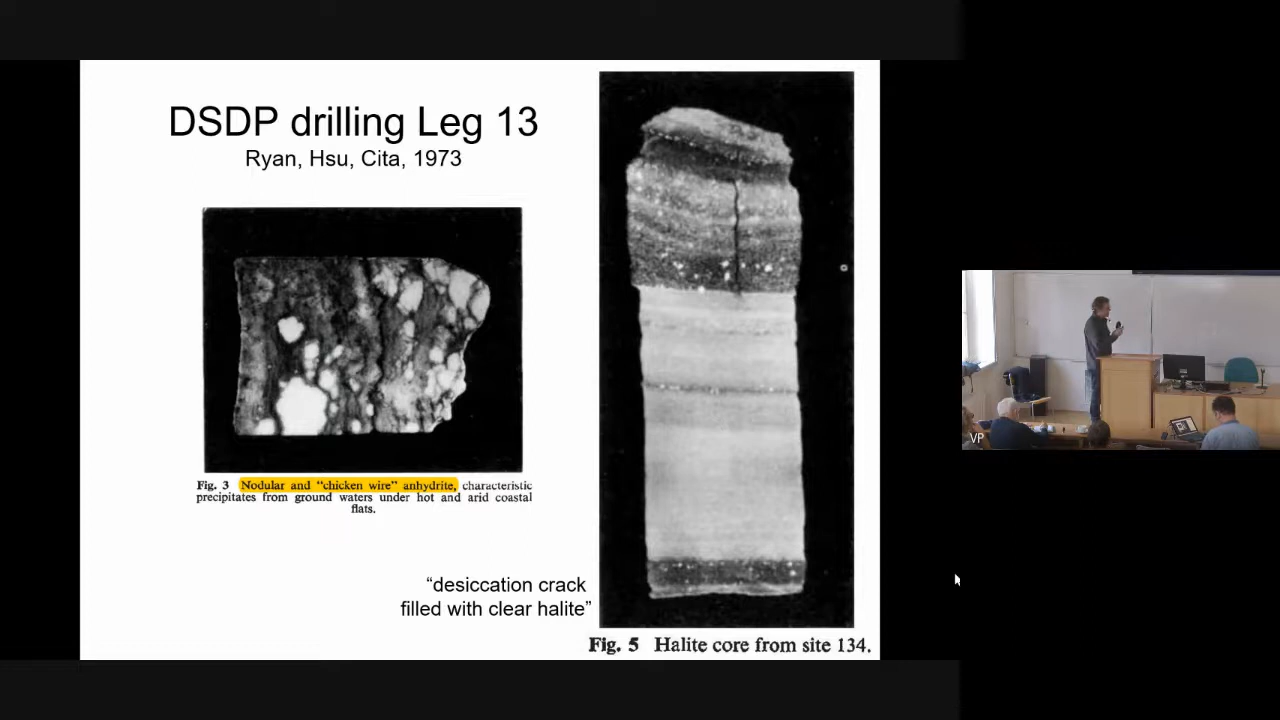 DSDP drilling Leg 13
Ryan, Hsu, Cita, 1973
Fig. 3 Nodular and “chicken wire” anhydrite, characteristic
precipitates from ground waters under hot and arid coastal
flats.
“desiccation crack
filled with clear halite”
Fig. 5 Halite core from site 134.
VP